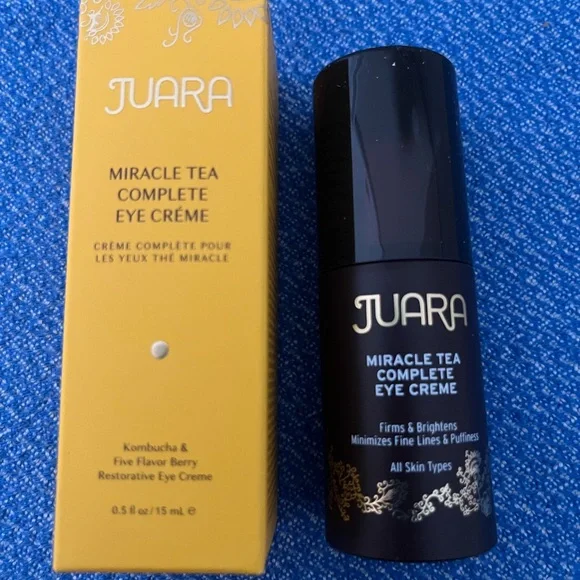 JUARA
MIRACLE TEA
COMPLETE
EYE CRÉME
CRÈME COMPLÈTE POUR
LES YEUX THÉ MIRACLE
Kombucha &
Five Flavor Berry
Restorative Eye Creme
0.5 fl oz/15 mL ℮
JUARA
MIRACLE TEA
COMPLETE
EYE CREME
Firms & Brightens
Minimizes Fine Lines & Puffiness
All Skin Types